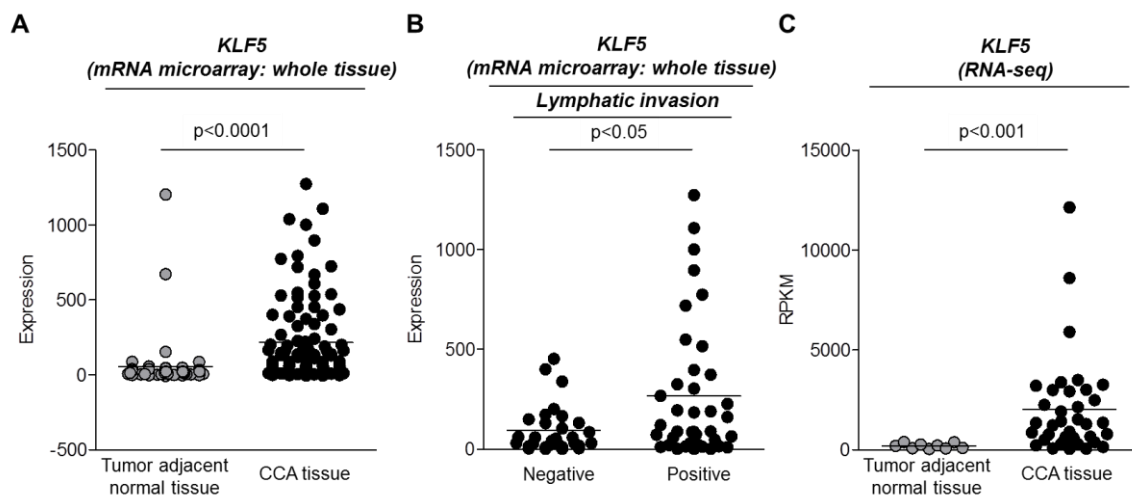 A
KLF5
(mRNA microarray: whole tissue)
p<0.0001
1500
1000
500
0
-500
Expression
Tumor adjacent
normal tissue
CCA tissue
B
KLF5
(mRNA microarray: whole tissue)
Lymphatic invasion
p<0.05
1500
1000
500
0
Expression
Negative
Positive
C
KLF5
(RNA-seq)
p<0.001
15000
10000
5000
0
RPKM
Tumor adjacent
normal tissue
CCA tissue